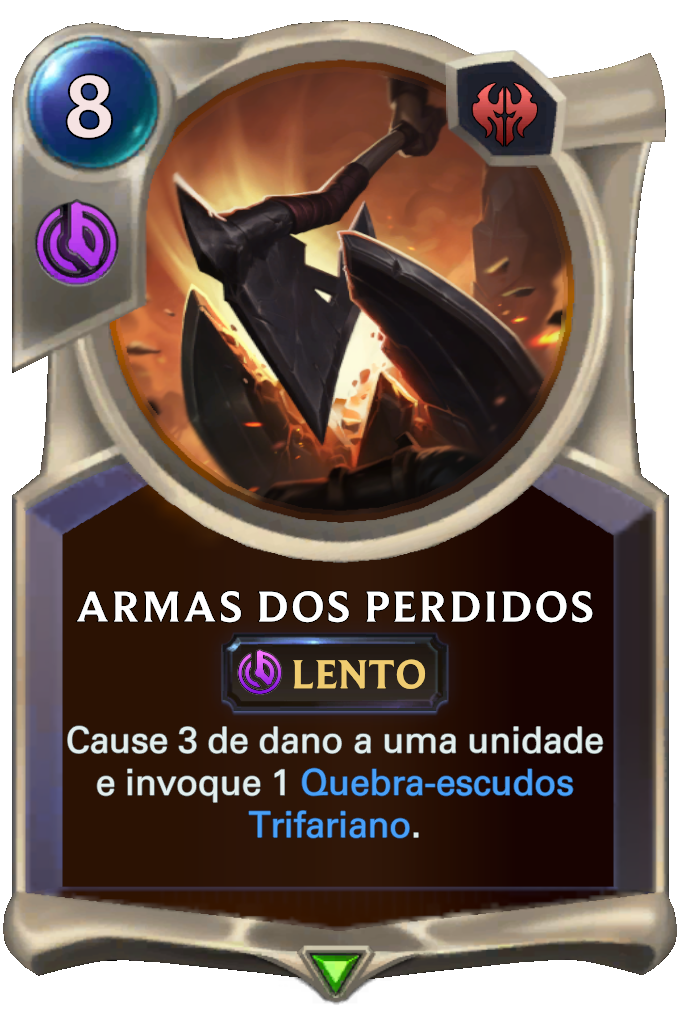 8
ARMAS DOS PERDIDOS
LENTO
Cause 3 de dano a uma unidade
e invoque 1 Quebra-escudos
Trifariano.